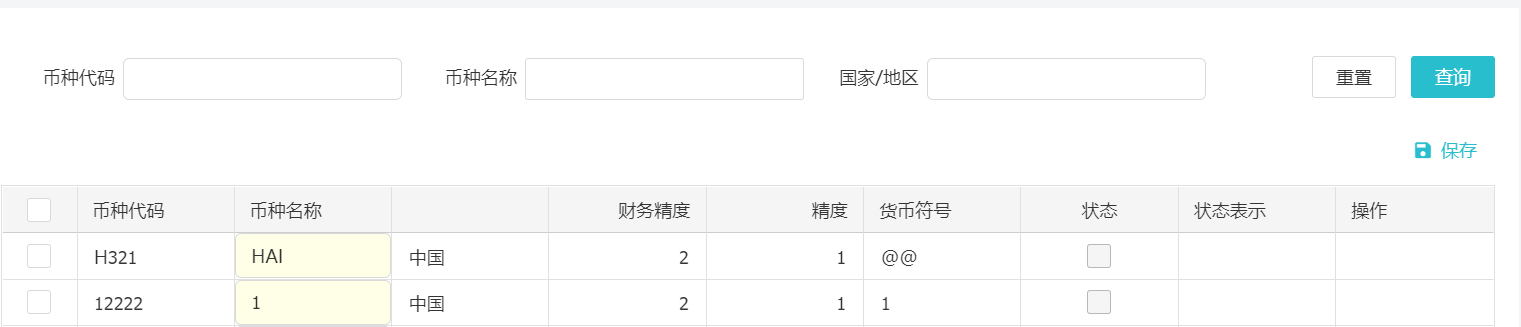 币种代码 币种名称 国家/地区 重置 查询
保存
币种代码 币种名称 财务精度 精度 货币符号 状态 状态表示 操作
H321 HAI 中国 2 1 @@
12222 1 中国 2 1 1